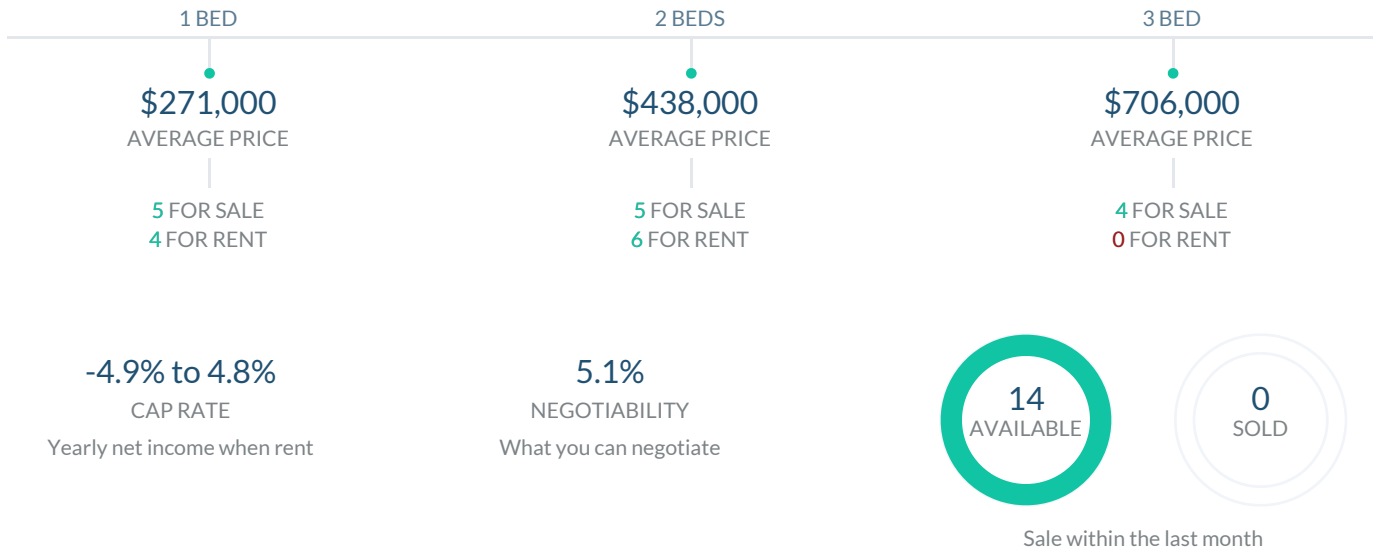 1 BED
2 BEDS
3 BED
$271,000
AVERAGE PRICE
5 FOR SALE
4 FOR RENT
$438,000
AVERAGE PRICE
5 FOR SALE
6 FOR RENT
$706,000
AVERAGE PRICE
4 FOR SALE
0 FOR RENT
-4.9% to 4.8%
CAP RATE
Yearly net income when rent
5.1%
NEGOTIABILITY
What you can negotiate
14
AVAILABLE
0
SOLD
Sale within the last month